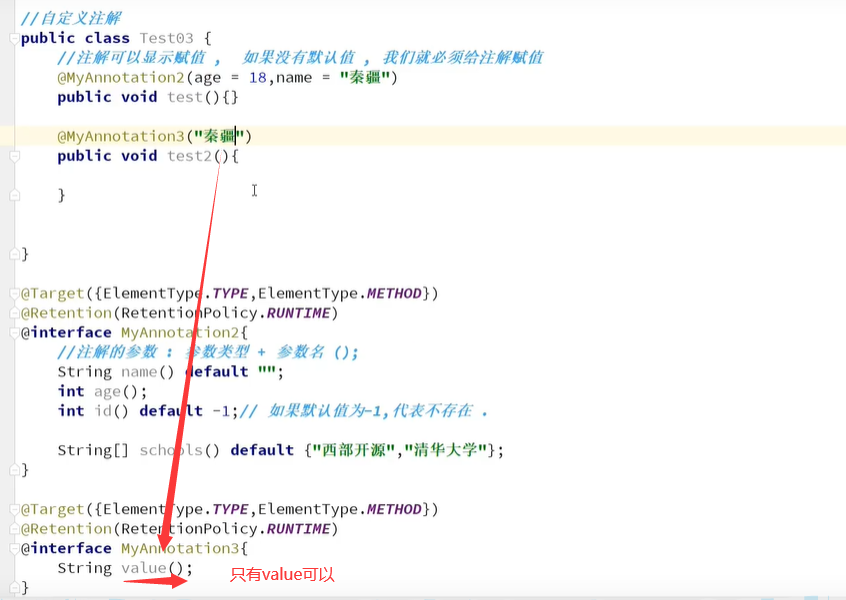 //自定义注解
public class Test03 {
//注解可以显示赋值 ， 如果没有默认值 ，我们就必须给注解赋值
@MyAnnotation2(age = 18,name = "秦疆")
public void test(){}
@MyAnnotation3("秦疆")
public void test2(){
}
}
@Target({ElementType.TYPE,ElementType.METHOD})
@Retention(RetentionPolicy.RUNTIME)
@interface MyAnnotation2{
//注解的参数 : 参数类型 + 参数名 ();
String name() default "";
int age();
int id() default -1;// 如果默认值为-1,代表不存在 .
String[] schools() default {"西部开源","清华大学"};
}
@Target({ElementType.TYPE,ElementType.METHOD})
@Retention(RetentionPolicy.RUNTIME)
@interface MyAnnotation3{
String value();
只有value可以
}